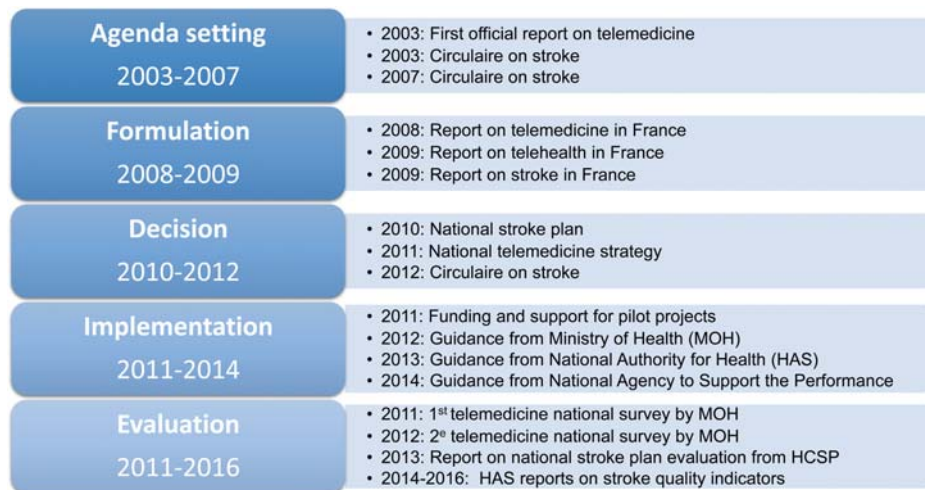 Agenda setting
2003-2007
• 2003: First official report on telemedicine
• 2003: Circulaire on stroke
• 2007: Circulaire on stroke
Formulation
2008-2009
• 2008: Report on telemedicine in France
• 2009: Report on telehealth in France
• 2009: Report on stroke in France
Decision
2010-2012
• 2010: National stroke plan
• 2011: National telemedicine strategy
• 2012: Circulaire on stroke
Implementation
2011-2014
• 2011: Funding and support for pilot projects
• 2012: Guidance from Ministry of Health (MOH)
• 2013: Guidance from National Authority for Health (HAS)
• 2014: Guidance from National Agency to Support the Performance
Evaluation
2011-2016
• 2011: 1st telemedicine national survey by MOH
• 2012: 2e telemedicine national survey by MOH
• 2013: Report on national stroke plan evaluation from HCSP
• 2014-2016: HAS reports on stroke quality indicators